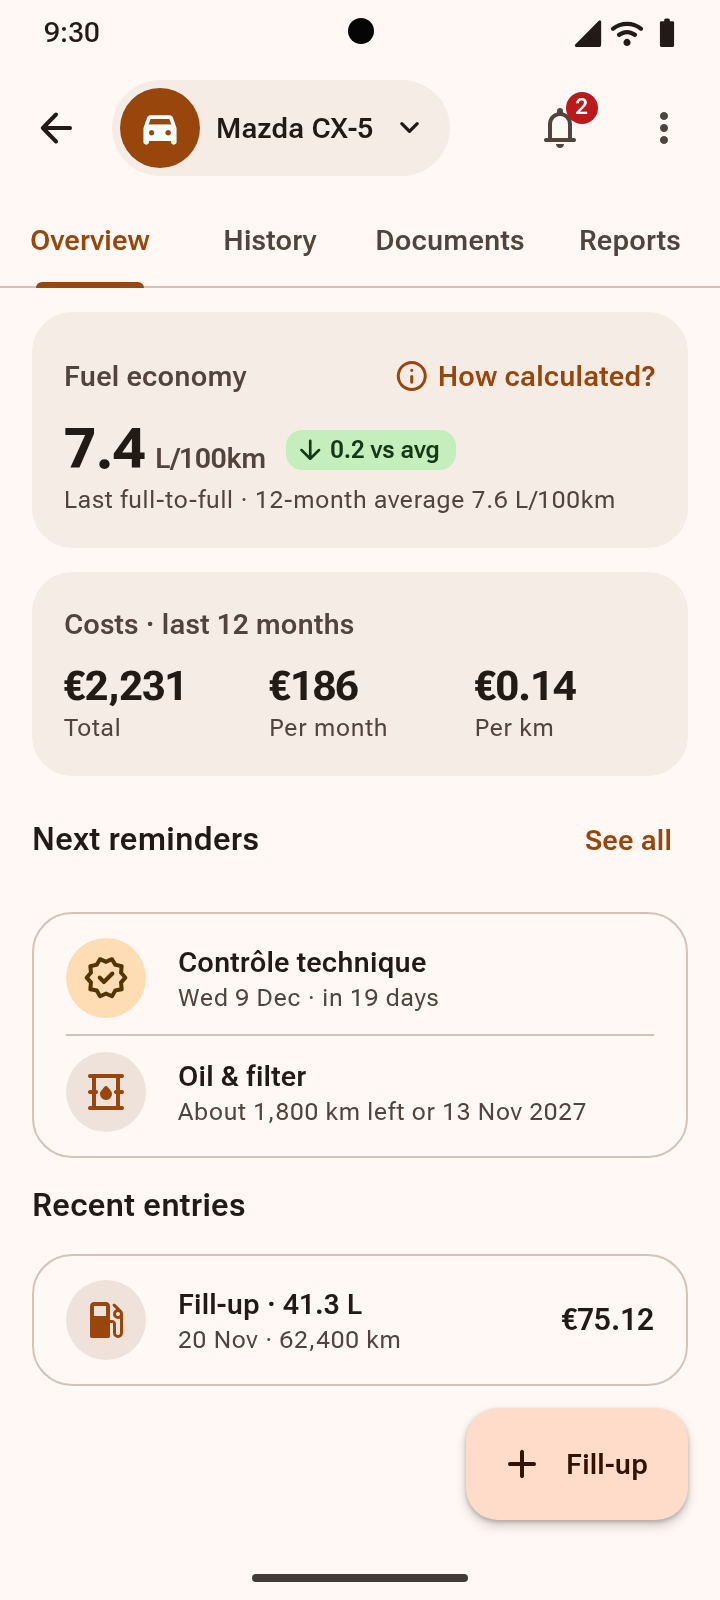 9:30
Mazda CX-5
2
Overview History Documents Reports
Fuel economy
How calculated?
7.4 L/100km
0.2 vs avg
Last full-to-full · 12-month average 7.6 L/100km
Costs · last 12 months
€2,231 €186 €0.14
Total Per month Per km
Next reminders
See all
Contrôle technique
Wed 9 Dec · in 19 days
Oil & filter
About 1,800 km left or 13 Nov 2027
Recent entries
Fill-up · 41.3 L
20 Nov · 62,400 km
€75.12
Fill-up